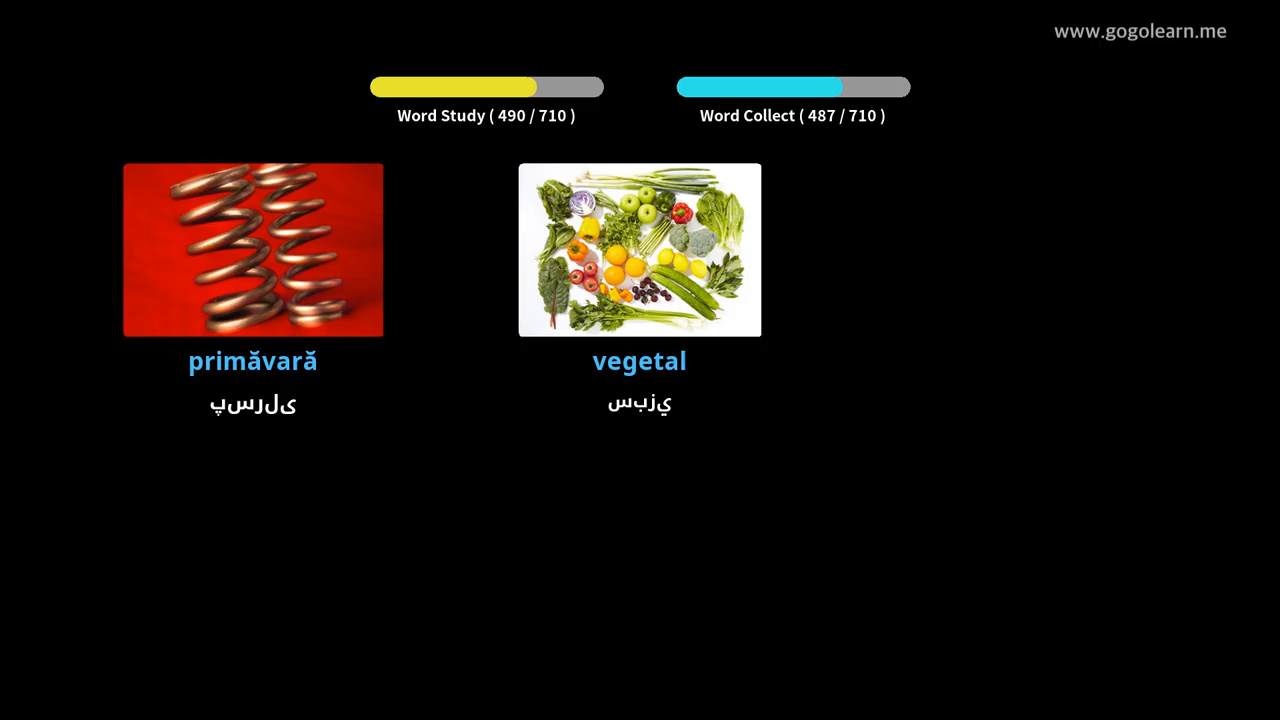 www.gogolearn.me
Word Study ( 490 / 710 )
Word Collect ( 487 / 710 )
primăvară
vegetal
پسرلی
سبزي